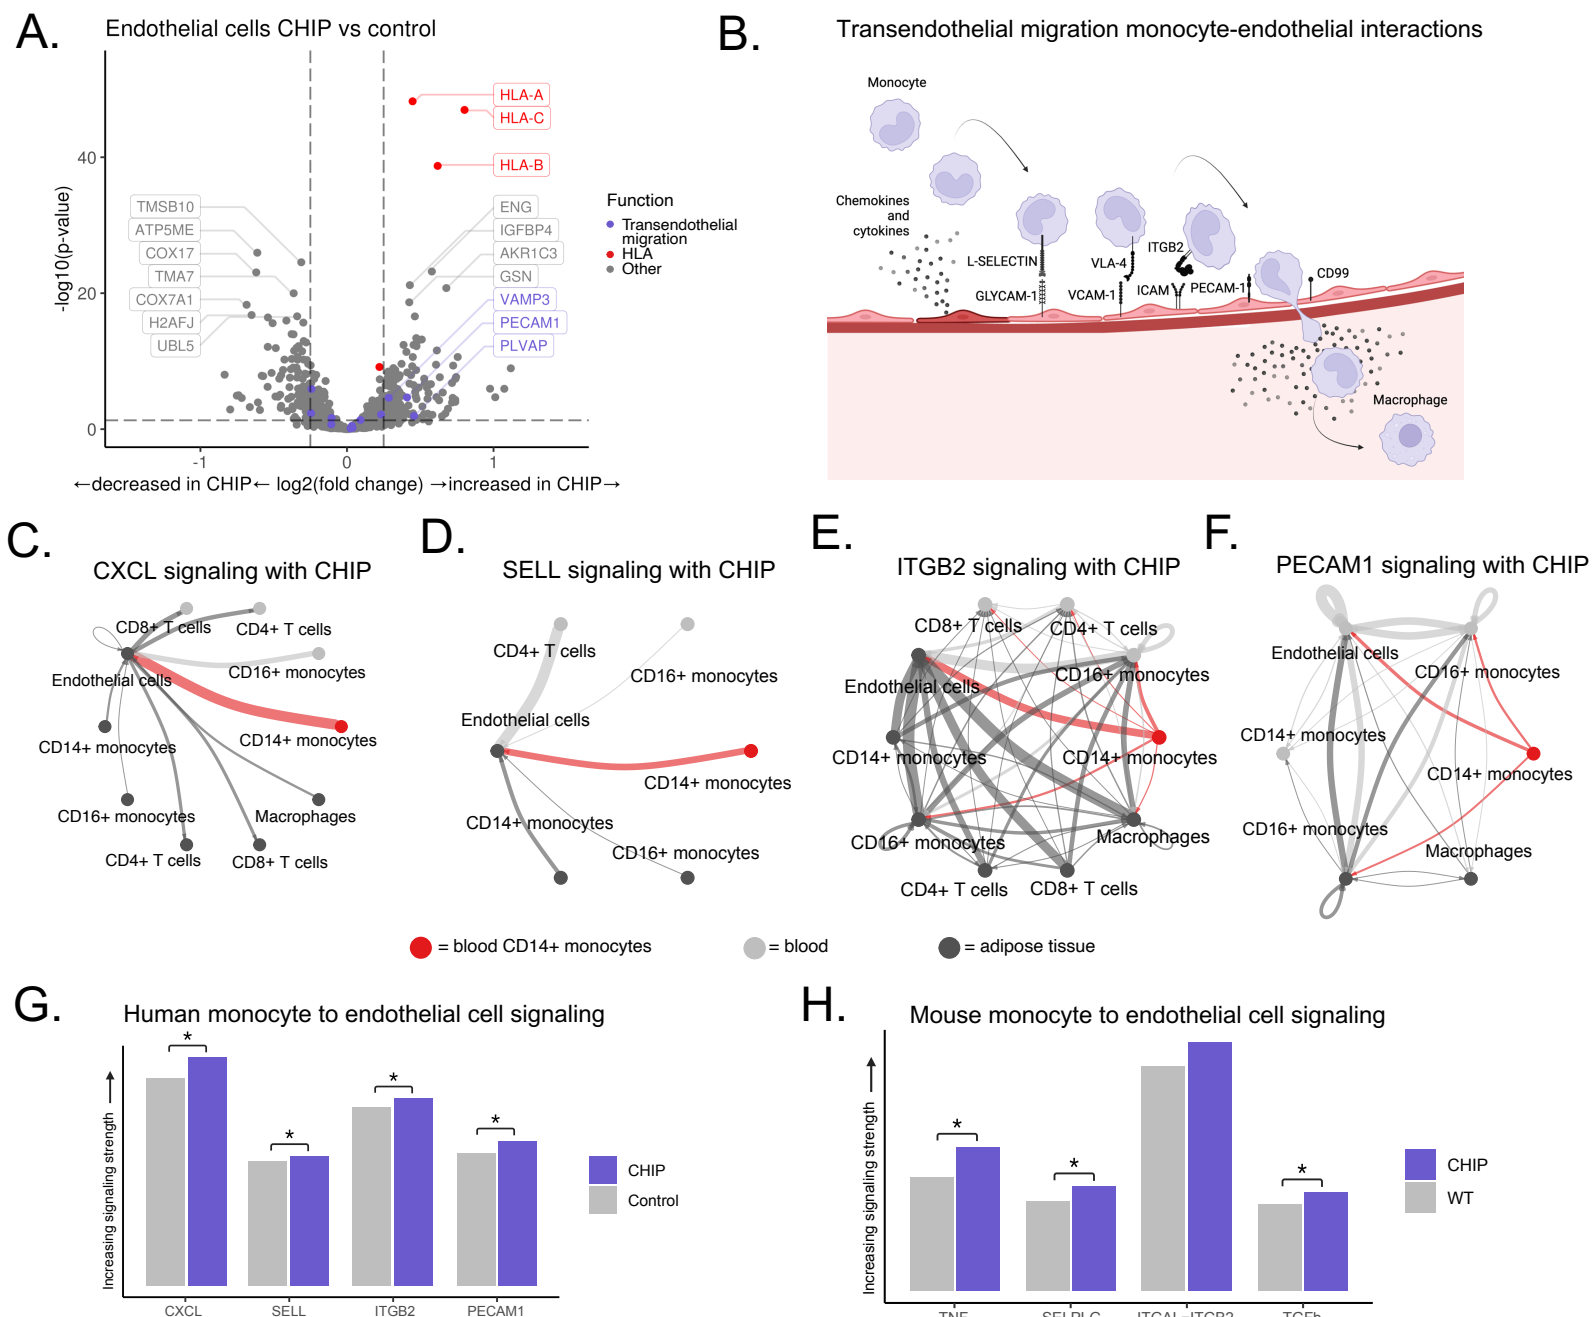 A.
Endothelial cells CHIP vs control
-log10(p-value)
40
20
0
-1
0
1
←decreased in CHIP← log2(fold change) →increased in CHIP→
HLA-A
HLA-C
HLA-B
TMSB10
ATP5ME
COX17
TMA7
COX7A1
H2AFJ
UBL5
ENG
IGFBP4
AKR1C3
GSN
VAMP3
PECAM1
PLVAP
Function
Transendothelial
migration
HLA
Other
B.
Transendothelial migration monocyte-endothelial interactions
Monocyte
Chemokines
and
cytokines
L-SELECTIN
GLYCAM-1
VLA-4
VCAM-1
ITGB2
ICAM
PECAM-1
CD99
Macrophage
C.
CXCL signaling with CHIP
CD8+ T cells
CD4+ T cells
CD16+ monocytes
Endothelial cells
CD14+ monocytes
CD14+ monocytes
CD16+ monocytes
Macrophages
CD4+ T cells
CD8+ T cells
D.
SELL signaling with CHIP
CD4+ T cells
CD16+ monocytes
Endothelial cells
CD14+ monocytes
CD14+ monocytes
CD16+ monocytes
E.
ITGB2 signaling with CHIP
CD8+ T cells
CD4+ T cells
Endothelial cells
CD16+ monocytes
CD14+ monocytes
CD14+ monocytes
CD16+ monocytes
Macrophages
CD4+ T cells
CD8+ T cells
F.
PECAM1 signaling with CHIP
Endothelial cells
CD16+ monocytes
CD14+ monocytes
CD14+ monocytes
CD16+ monocytes
Macrophages
= blood CD14+ monocytes
= blood
= adipose tissue
G.
Human monocyte to endothelial cell signaling
Increasing signaling strength
*
*
*
*
CXCL
SELL
ITGB2
PECAM1
CHIP
Control
H.
Mouse monocyte to endothelial cell signaling
Increasing signaling strength
*
*
*
TNF
SELPLG
ITGAL-ITGB2
TGFb
CHIP
WT